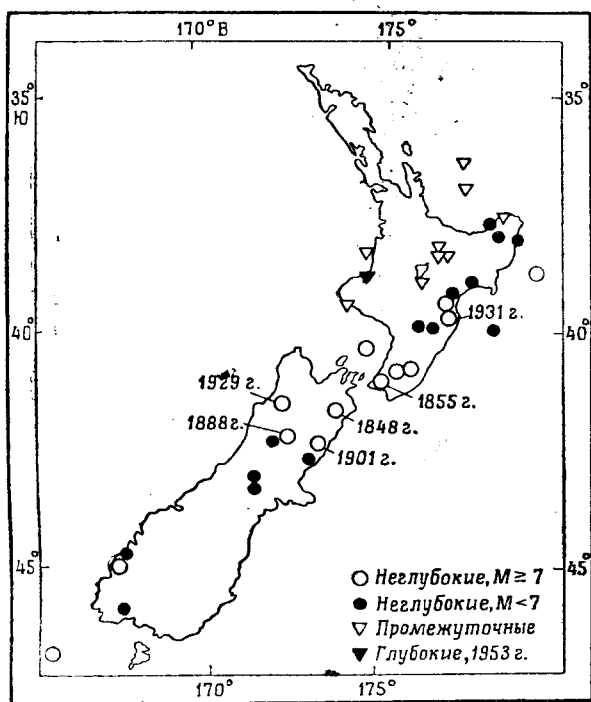 170° В 175°
35° 35°
Ю
1931 г.
40° 40°
1929 г.
1855 г.
1888 г.
1848 г.
1901 г.
45° 45°
Неглубокие, M ≥ 7
Неглубокие, M < 7
Промежуточные
Глубокие, 1953 г.
170° 175°